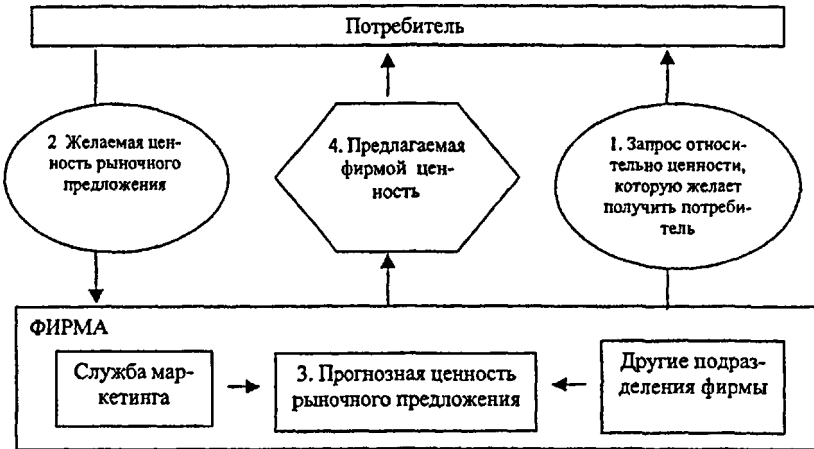 Потребитель
2 Желаемая цен-
ность рыночного
предложения
4. Предлагаемая
фирмой цен-
ность
1. Запрос относи-
тельно ценности,
которую желает
получить потреби-
тель
ФИРМА
Служба мар-
кетинга
3. Прогнозная ценность
рыночного предложения
Другие подраз-
деления фирмы